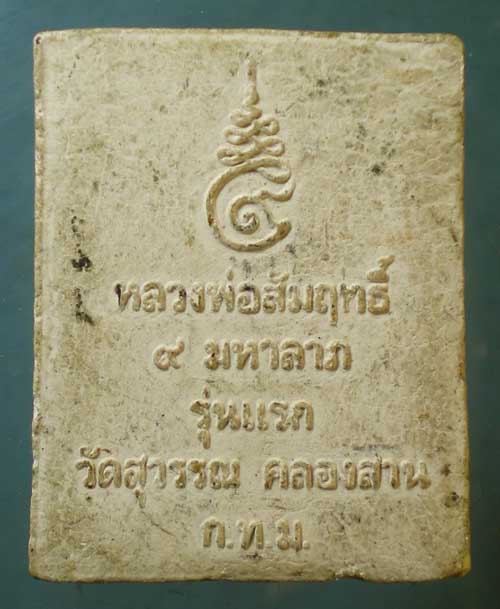 หลวงพ่อสัมฤทธิ์
๙ มหาลาภ
รุ่นแรก
วัดสุวรรณ คลองสาน
ก.ท.ม.